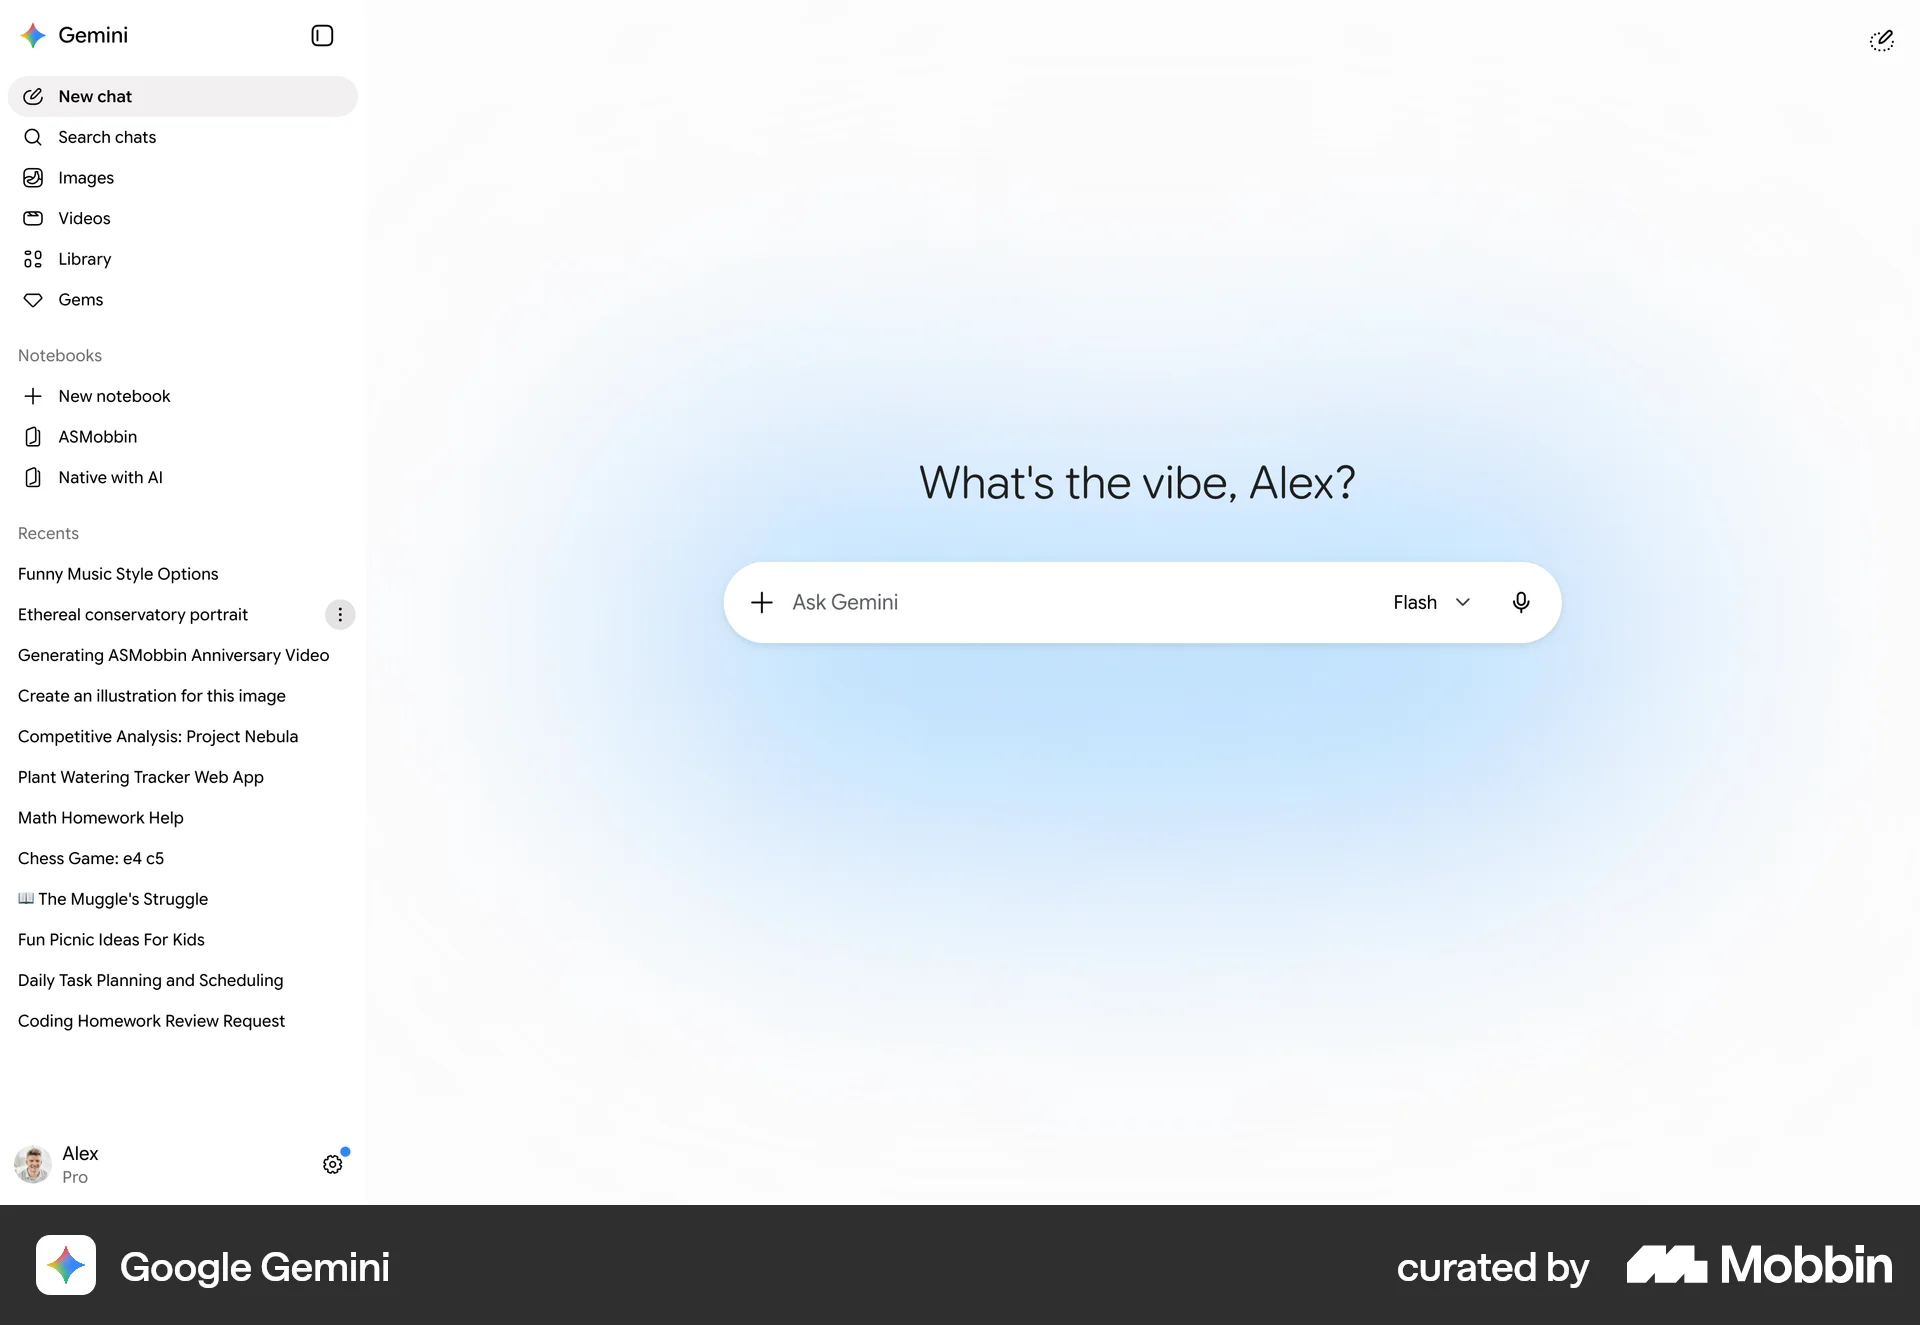 Gemini
New chat
Search chats
Images
Videos
Library
Gems
Notebooks
New notebook
ASMobbin
Native with AI
Recents
Funny Music Style Options
Ethereal conservatory portrait
Generating ASMobbin Anniversary Video
Create an illustration for this image
Competitive Analysis: Project Nebula
Plant Watering Tracker Web App
Math Homework Help
Chess Game: e4 c5
📖 The Muggle's Struggle
Fun Picnic Ideas For Kids
Daily Task Planning and Scheduling
Coding Homework Review Request
Alex
Pro
What's the vibe, Alex?
Ask Gemini
Flash
Google Gemini
curated by
Mobbin